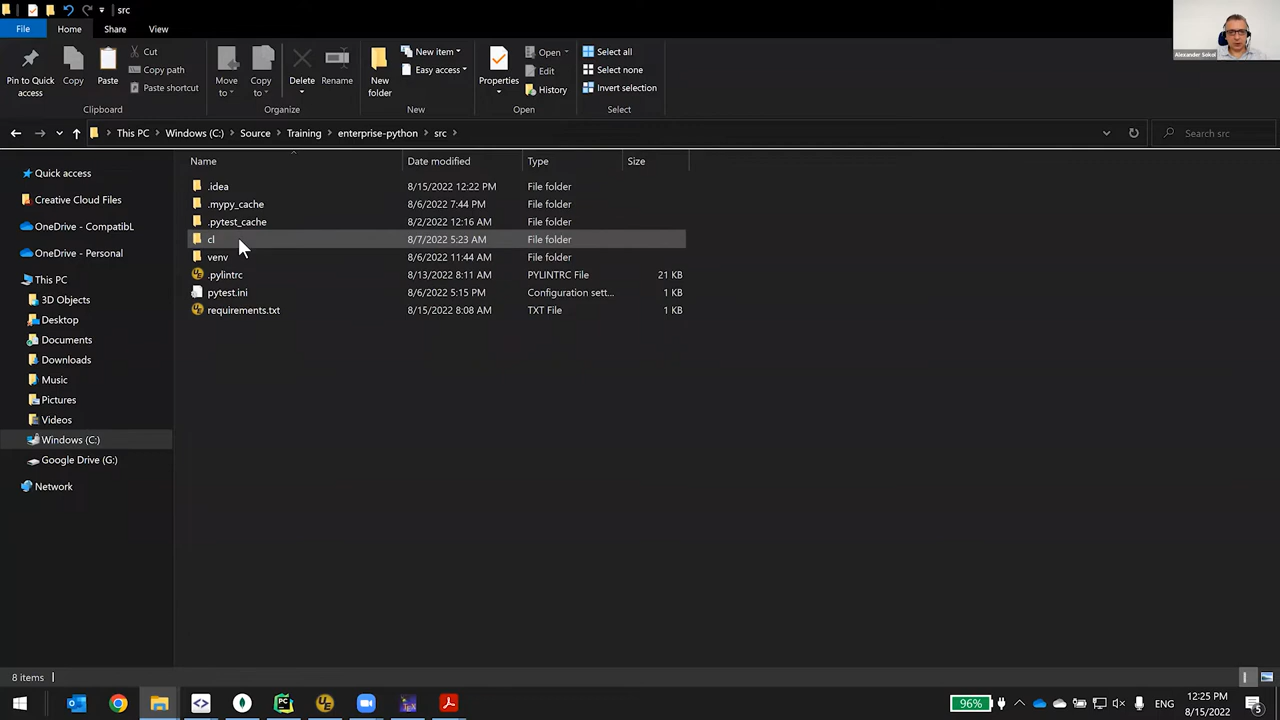 src
File
Home
Share
View
Pin to Quick access
Copy
Paste
Cut
Copy path
Paste shortcut
Clipboard
Move to
Copy to
Delete
Rename
Organize
New folder
New item
Easy access
New
Properties
Open
Edit
History
Open
Select all
Select none
Invert selection
Select
Alexander Sokol
This PC
Windows (C:)
Source
Training
enterprise-python
src
Search src
Name
Date modified
Type
Size
Quick access
Creative Cloud Files
OneDrive - CompatibL
OneDrive - Personal
This PC
3D Objects
Desktop
Documents
Downloads
Music
Pictures
Videos
Windows (C:)
Google Drive (G:)
Network
.idea 8/15/2022 12:22 PM File folder
.mypy_cache 8/6/2022 7:44 PM File folder
.pytest_cache 8/2/2022 12:16 AM File folder
cl 8/7/2022 5:23 AM File folder
venv 8/6/2022 11:44 AM File folder
.pylintrc 8/13/2022 8:11 AM PYLINTRC File 21 KB
pytest.ini 8/6/2022 5:15 PM Configuration sett... 1 KB
requirements.txt 8/15/2022 8:08 AM TXT File 1 KB
8 items
PC
UE
96%
ENG
12:25 PM
8/15/2022
5